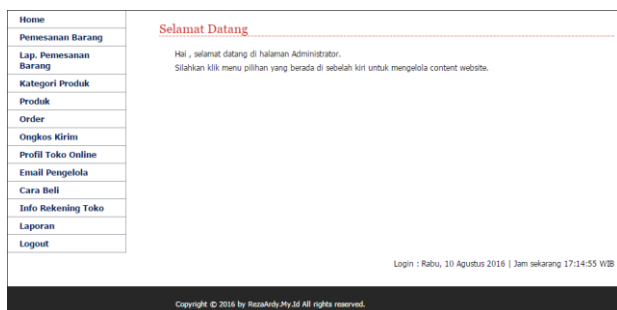 Home
Pemesanan Barang
Lap. Pemesanan
Barang
Kategori Produk
Produk
Order
Ongkos Kirim
Profil Toko Online
Email Pengelola
Cara Beli
Info Rekening Toko
Laporan
Logout
Selamat Datang
Hai , selamat datang di halaman Administrator.
Silahkan klik menu pilihan yang berada di sebelah kiri untuk mengelola content website.
Login : Rabu, 10 Agustus 2016 | Jam sekarang 17:14:55 WIB
Copyright © 2016 by RezaArdy.My.Id All rights reserved.